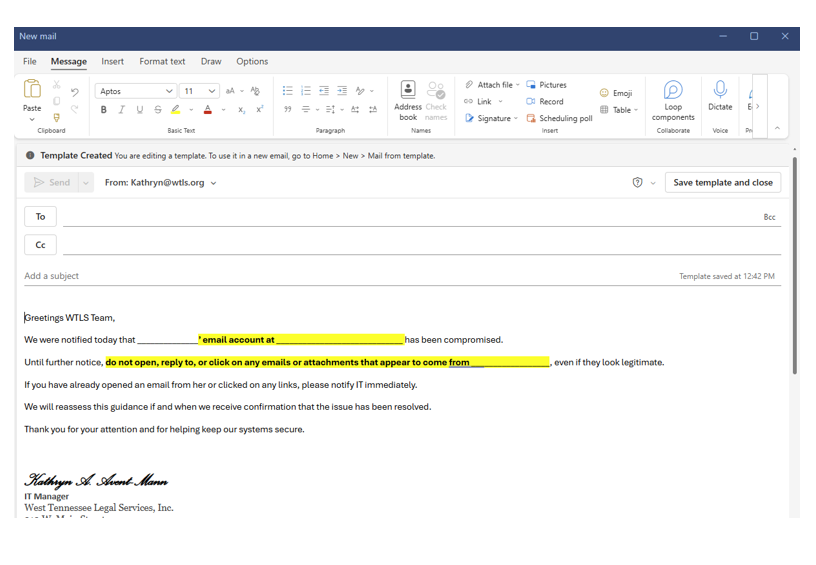 New mail
File Message Insert Format text Draw Options
Paste
Clipboard
Aptos 11
B I U S
Basic Text
Paragraph
Address book
Check names
Names
Attach file
Link
Signature
Pictures
Record
Scheduling poll
Emoji
Table
Insert
Loop components
Collaborate
Dictate
Voice
Template Created You are editing a template. To use it in a new email, go to Home > New > Mail from template.
Send From: Kathryn@wtls.org Save template and close
To Bcc
Cc
Add a subject Template saved at 12:42 PM
Greetings WTLS Team,
We were notified today that ______________' email account at ____________________________ has been compromised.
Until further notice, do not open, reply to, or click on any emails or attachments that appear to come from__________________, even if they look legitimate.
If you have already opened an email from her or clicked on any links, please notify IT immediately.
We will reassess this guidance if and when we receive confirmation that the issue has been resolved.
Thank you for your attention and for helping keep our systems secure.
Kathryn A. Avent-Mann
IT Manager
West Tennessee Legal Services, Inc.